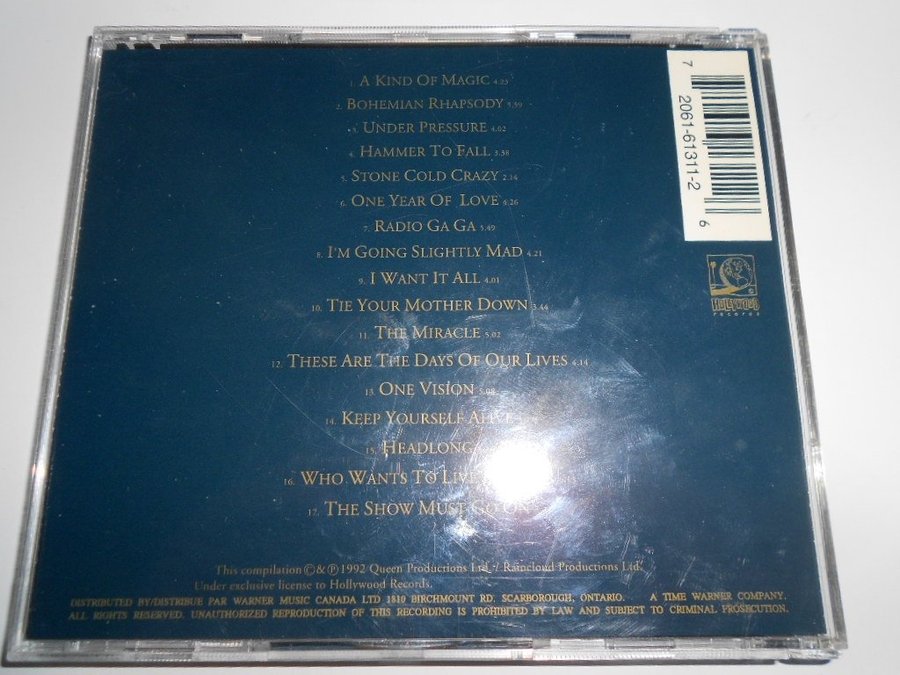 1. A KIND OF MAGIC 4.25
2. BOHEMIAN RHAPSODY 5.59
3. UNDER PRESSURE 4.02
4. HAMMER TO FALL 3.38
5. STONE COLD CRAZY 2.14
6. ONE YEAR OF LOVE 4.26
7. RADIO GA GA 5.49
8. I'M GOING SLIGHTLY MAD 4.21
9. I WANT IT ALL 4.01
10. TIE YOUR MOTHER DOWN 3.44
11. THE MIRACLE 5.02
12. THESE ARE THE DAYS OF OUR LIVES 4.14
13. ONE VISION 5.08
14. KEEP YOURSELF ALIVE
15. HEADLONG
16. WHO WANTS TO LIVE
17. THE SHOW MUST GO ON
7 2061-61311-2 6
HOLLYWOOD
records
This compilation ©&℗ 1992 Queen Productions Ltd. / Raincloud Productions Ltd.
Under exclusive license to Hollywood Records.
DISTRIBUTED BY/DISTRIBUE PAR WARNER MUSIC CANADA LTD 1810 BIRCHMOUNT RD. SCARBOROUGH, ONTARIO. A TIME WARNER COMPANY.
ALL RIGHTS RESERVED. UNAUTHORIZED REPRODUCTION OF THIS RECORDING IS PROHIBITED BY LAW AND SUBJECT TO CRIMINAL PROSECUTION.